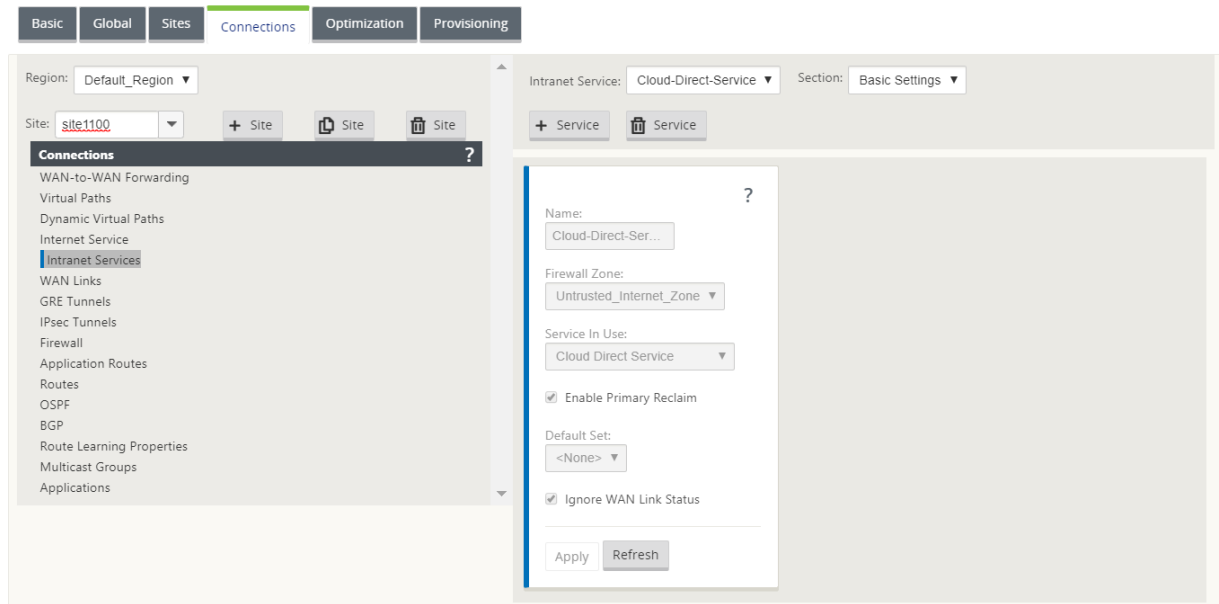 Basic Global Sites Connections Optimization Provisioning
Region: Default_Region
Site: site1100 + Site Site Site
Connections ?
WAN-to-WAN Forwarding
Virtual Paths
Dynamic Virtual Paths
Internet Service
Intranet Services
WAN Links
GRE Tunnels
IPsec Tunnels
Firewall
Application Routes
Routes
OSPF
BGP
Route Learning Properties
Multicast Groups
Applications
Intranet Service: Cloud-Direct-Service Section: Basic Settings
+ Service Service
?
Name:
Cloud-Direct-Ser...
Firewall Zone:
Untrusted_Internet_Zone
Service In Use:
Cloud Direct Service
Enable Primary Reclaim
Default Set:
<None>
Ignore WAN Link Status
Apply Refresh